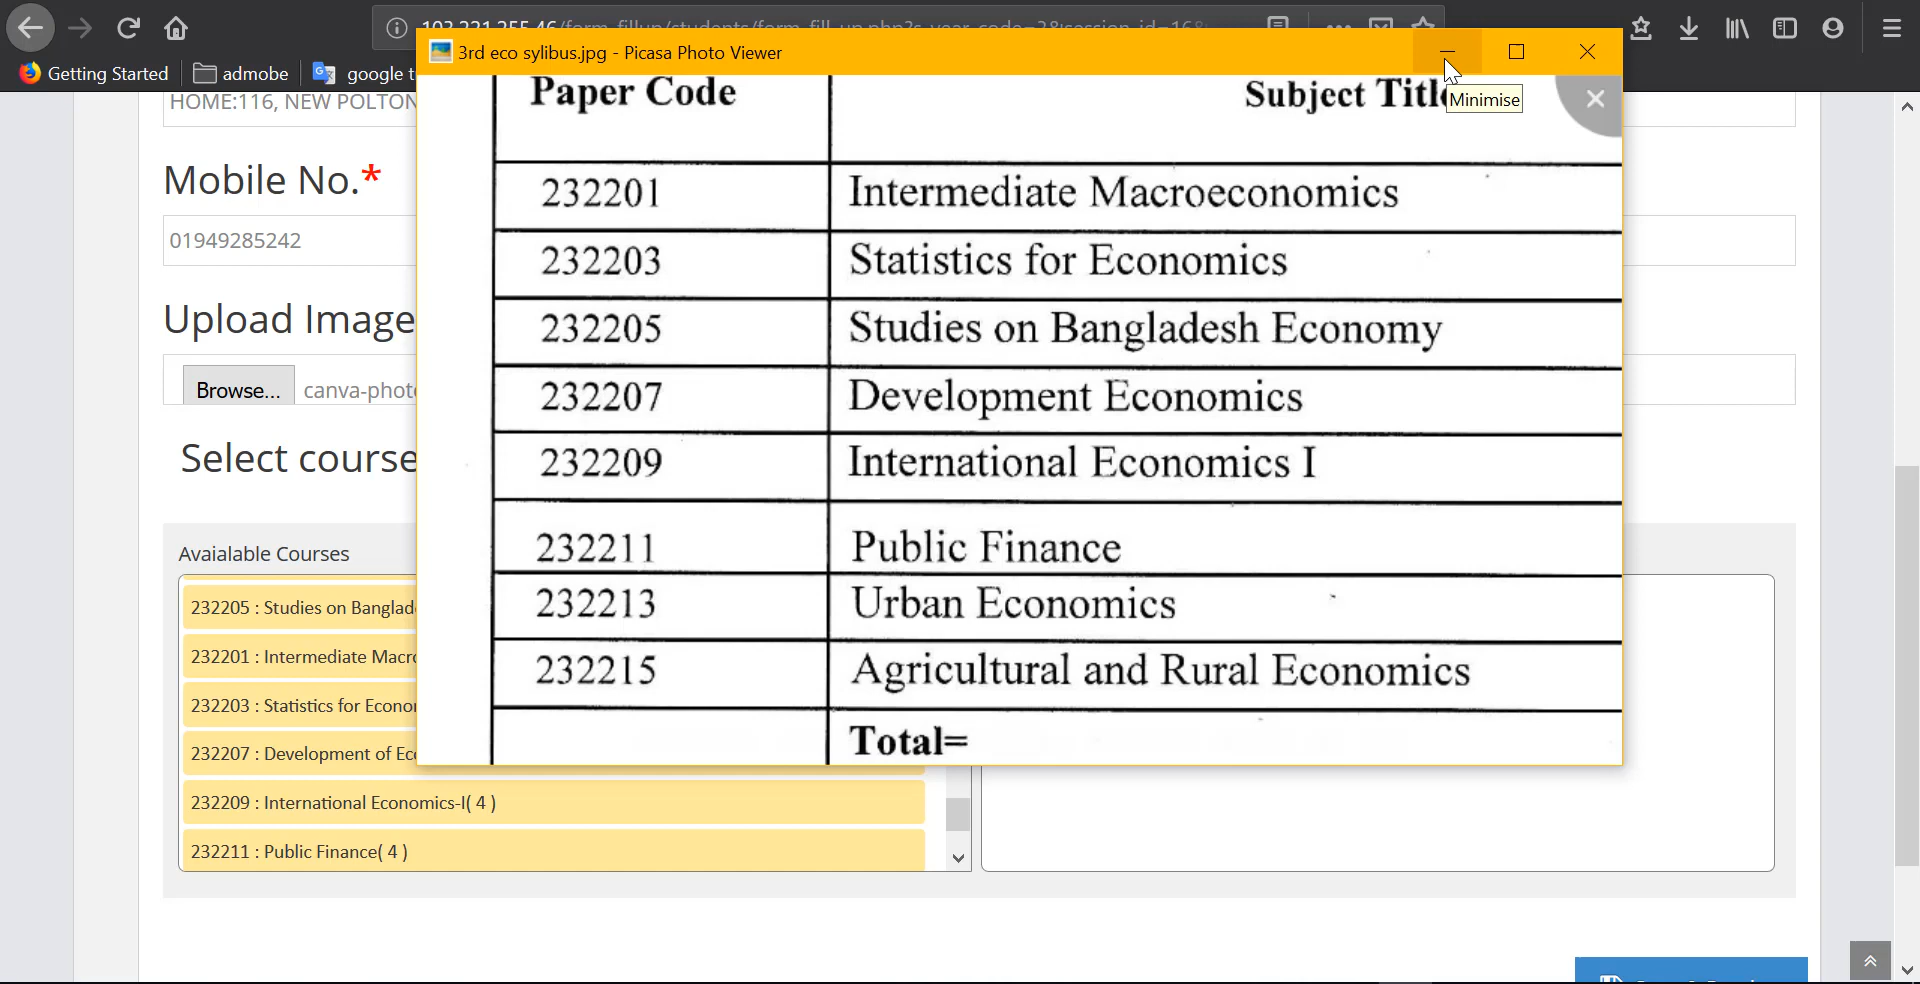 3rd eco sylibus.jpg - Picasa Photo Viewer
Getting Started
admobe
google t
Minimise
HOME:116, NEW POLTON
Mobile No.*
01949285242
Upload Image
Browse... canva-phot
Select course
Avaialable Courses
232205 : Studies on Banglad
232201 : Intermediate Macr
232203 : Statistics for Econo
232207 : Development of Ec
232209 : International Economics-I( 4 )
232211 : Public Finance( 4 )
Paper Code Subject Title
232201 Intermediate Macroeconomics
232203 Statistics for Economics
232205 Studies on Bangladesh Economy
232207 Development Economics
232209 International Economics I
232211 Public Finance
232213 Urban Economics
232215 Agricultural and Rural Economics
Total=